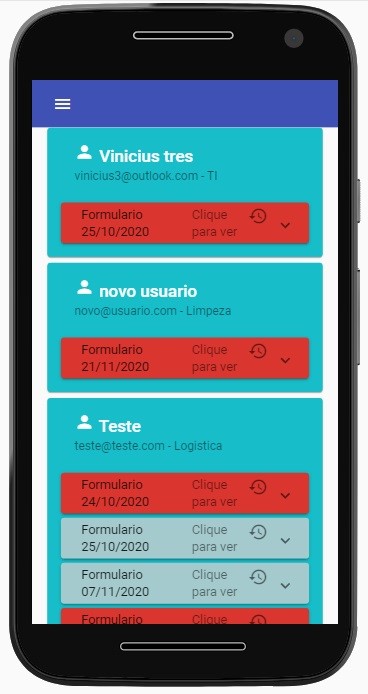 Vinicius tres
vinicius3@outlook.com - TI
Formulario Clique
25/10/2020 para ver
novo usuario
novo@usuario.com - Limpeza
Formulario Clique
21/11/2020 para ver
Teste
teste@teste.com - Logistica
Formulario Clique
24/10/2020 para ver
Formulario Clique
25/10/2020 para ver
Formulario Clique
07/11/2020 para ver
Formulario Clique